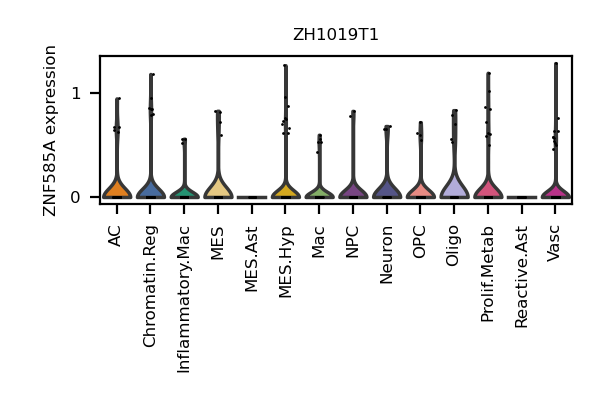 ZH1019T1
ZNF585A expression
1
0
AC
Chromatin.Reg
Inflammatory.Mac
MES
MES.Ast
MES.Hyp
Mac
NPC
Neuron
OPC
Oligo
Prolif.Metab
Reactive.Ast
Vasc